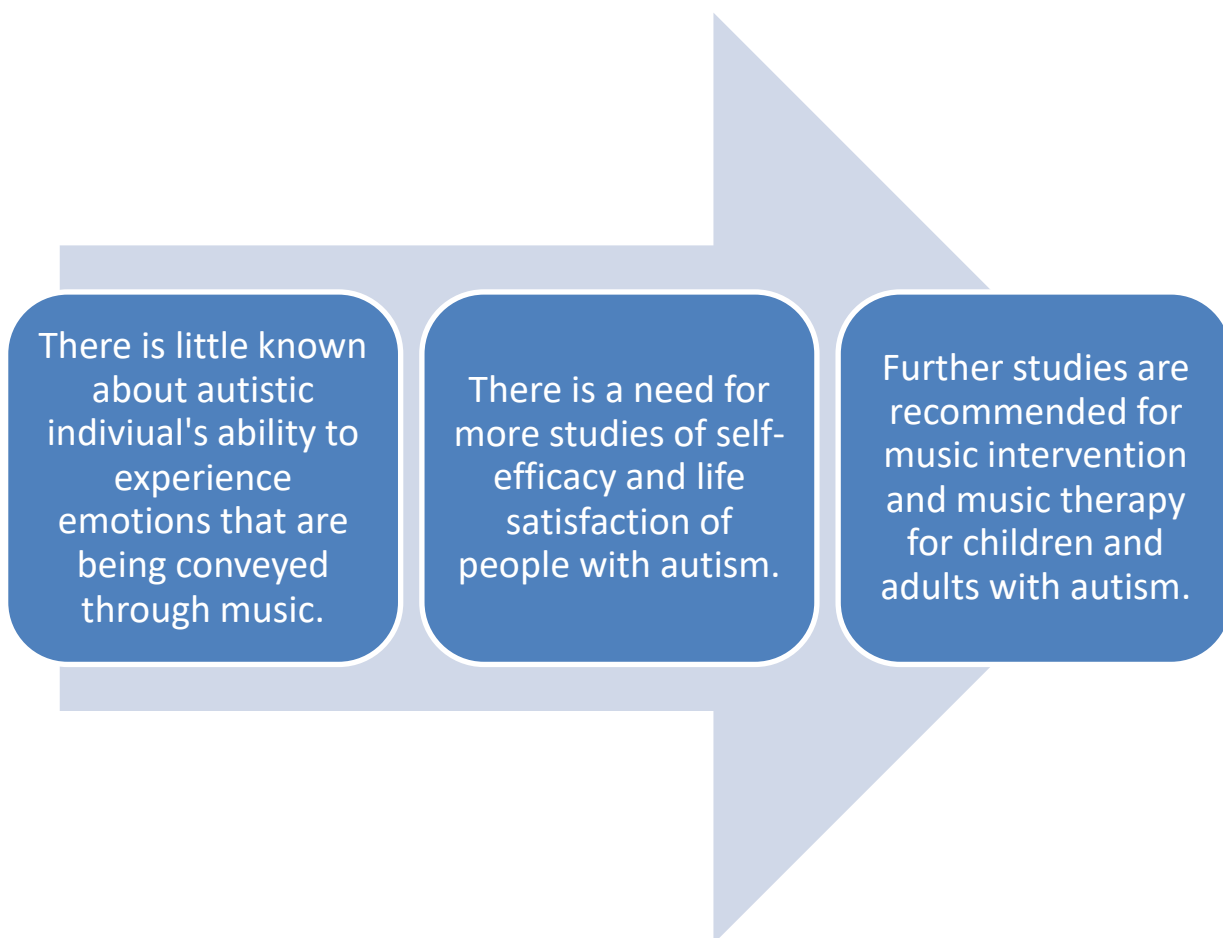 There is little known
about autistic
indiviual's ability to
experience
emotions that are
being conveyed
through music.
There is a need for
more studies of self-
efficacy and life
satisfaction of
people with autism.
Further studies are
recommended for
music intervention
and music therapy
for children and
adults with autism.